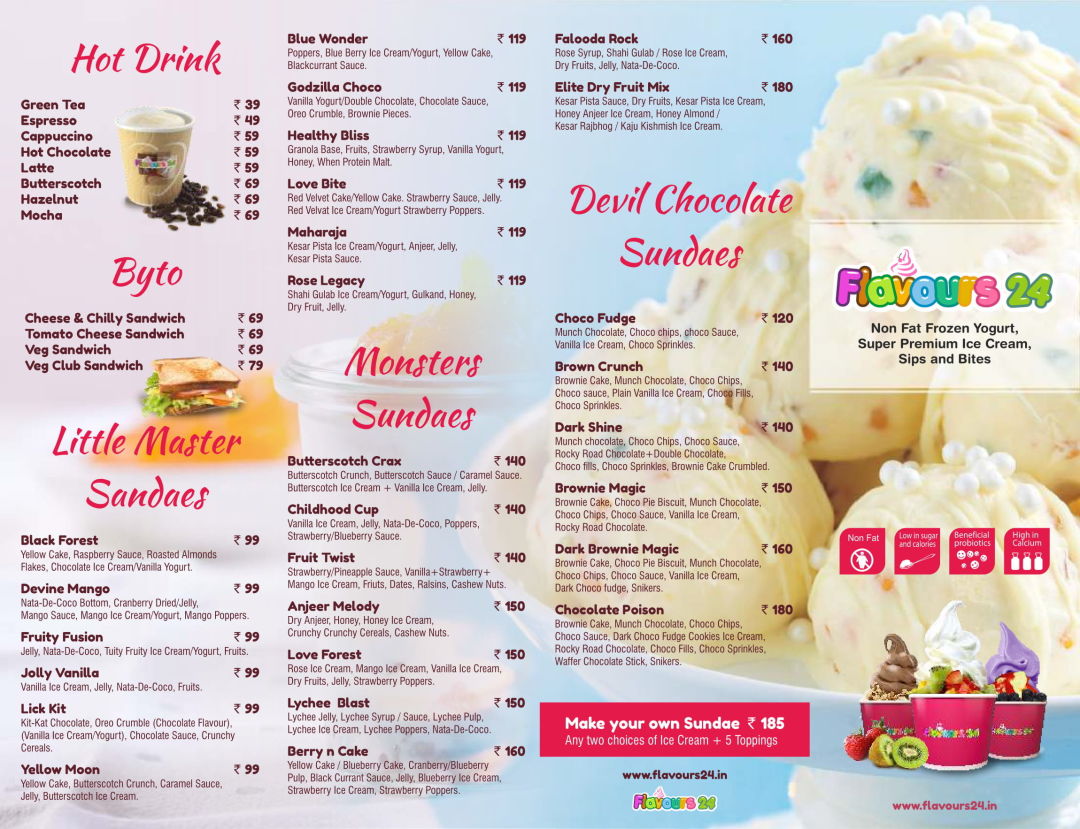 Hot Drink
Green Tea ₹ 39
Espresso ₹ 49
Cappuccino ₹ 59
Hot Chocolate ₹ 59
Latte ₹ 59
Butterscotch ₹ 69
Hazelnut ₹ 69
Mocha ₹ 69
Byto
Cheese & Chilly Sandwich ₹ 69
Tomato Cheese Sandwich ₹ 69
Veg Sandwich ₹ 69
Veg Club Sandwich ₹ 79
Little Master
Sandaes
Black Forest ₹ 99
Yellow Cake, Raspberry Sauce, Roasted Almonds
Flakes, Chocolate Ice Cream/Vanilla Yogurt.
Devine Mango ₹ 99
Nata-De-Coco Bottom, Cranberry Dried/Jelly,
Mango Sauce, Mango Ice Cream/Yogurt, Mango Poppers.
Fruity Fusion ₹ 99
Jelly, Nata-De-Coco, Tuity Fruity Ice Cream/Yogurt, Fruits.
Jolly Vanilla ₹ 99
Vanilla Ice Cream, Jelly, Nata-De-Coco, Fruits.
Lick Kit ₹ 99
Kit-Kat Chocolate, Oreo Crumble (Chocolate Flavour),
(Vanilla Ice Cream/Yogurt), Chocolate Sauce, Crunchy
Cereals.
Yellow Moon ₹ 99
Yellow Cake, Butterscotch Crunch, Caramel Sauce,
Jelly, Butterscotch Ice Cream.
Blue Wonder ₹ 119
Poppers, Blue Berry Ice Cream/Yogurt, Yellow Cake,
Blackcurrant Sauce.
Godzilla Choco ₹ 119
Vanilla Yogurt/Double Chocolate, Chocolate Sauce,
Oreo Crumble, Brownie Pieces.
Healthy Bliss ₹ 119
Granola Base, Fruits, Strawberry Syrup, Vanilla Yogurt,
Honey, When Protein Malt.
Love Bite ₹ 119
Red Velvet Cake/Yellow Cake. Strawberry Sauce, Jelly.
Red Velvat Ice Cream/Yogurt Strawberry Poppers.
Maharaja ₹ 119
Kesar Pista Ice Cream/Yogurt, Anjeer, Jelly,
Kesar Pista Sauce.
Rose Legacy ₹ 119
Shahi Gulab Ice Cream/Yogurt, Gulkand, Honey,
Dry Fruit, Jelly.
Monsters
Sundaes
Butterscotch Crax ₹ 140
Butterscotch Crunch, Butterscotch Sauce / Caramel Sauce.
Butterscotch Ice Cream + Vanilla Ice Cream, Jelly.
Childhood Cup ₹ 140
Vanilla Ice Cream, Jelly, Nata-De-Coco, Poppers,
Strawberry/Blueberry Sauce.
Fruit Twist ₹ 140
Strawberry/Pineapple Sauce, Vanilla+Strawberry+
Mango Ice Cream, Friuts, Dates, Raisins, Cashew Nuts.
Anjeer Melody ₹ 150
Dry Anjeer, Honey, Honey Ice Cream,
Crunchy Crunchy Cereals, Cashew Nuts.
Love Forest ₹ 150
Rose Ice Cream, Mango Ice Cream, Vanilla Ice Cream,
Dry Fruits, Jelly, Strawberry Poppers.
Lychee Blast ₹ 150
Lychee Jelly, Lychee Syrup / Sauce, Lychee Pulp,
Lychee Ice Cream, Lychee Poppers, Nata-De-Coco.
Berry n Cake ₹ 160
Yellow Cake / Blueberry Cake, Cranberry/Blueberry
Pulp, Black Currant Sauce, Jelly, Blueberry Ice Cream,
Strawberry Ice Cream, Strawberry Poppers.
Falooda Rock ₹ 160
Rose Syrup, Shahi Gulab / Rose Ice Cream,
Dry Fruits, Jelly, Nata-De-Coco.
Elite Dry Fruit Mix ₹ 180
Kesar Pista Sauce, Dry Fruits, Kesar Pista Ice Cream,
Honey Anjeer Ice Cream, Honey Almond /
Kesar Rajbhog / Kaju Kishmish Ice Cream.
Devil Chocolate
Sundaes
Choco Fudge ₹ 120
Munch Chocolate, Choco chips, choco Sauce,
Vanilla Ice Cream, Choco Sprinkles.
Brown Crunch ₹ 140
Brownie Cake, Munch Chocolate, Choco Chips,
Choco sauce, Plain Vanilla Ice Cream, Choco Fills,
Choco Sprinkles.
Dark Shine ₹ 140
Munch chocolate, Choco Chips, Choco Sauce,
Rocky Road Chocolate+Double Chocolate,
Choco fills, Choco Sprinkles, Brownie Cake Crumbled.
Brownie Magic ₹ 150
Brownie Cake, Choco Pie Biscuit, Munch Chocolate,
Choco Chips, Choco Sauce, Vanilla Ice Cream,
Rocky Road Chocolate.
Dark Brownie Magic ₹ 160
Brownie Cake, Choco Pie Biscuit, Munch Chocolate,
Choco Chips, Choco Sauce, Vanilla Ice Cream,
Dark Choco fudge, Snikers.
Chocolate Poison ₹ 180
Brownie Cake, Munch Chocolate, Choco Chips,
Choco Sauce, Dark Choco Fudge Cookies Ice Cream,
Rocky Road Chocolate, Choco Fills, Choco Sprinkles,
Waffer Chocolate Stick, Snikers.
Make your own Sundae ₹ 185
Any two choices of Ice Cream + 5 Toppings
www.flavours24.in
Flavours 24
Flavours 24
Non Fat Frozen Yogurt,
Super Premium Ice Cream,
Sips and Bites
Non Fat
Low in sugar
and calories
Beneficial
probiotics
High in
Calcium
Flavours 24
www.flavours24.in